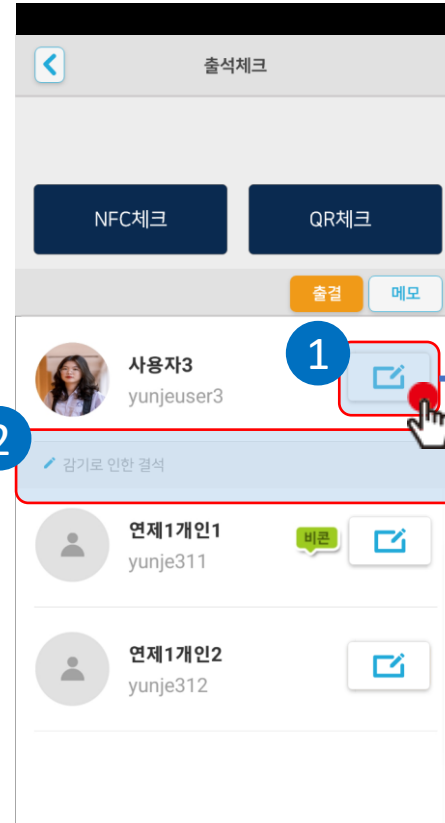 출석체크
NFC체크
QR체크
출결
메모
사용자3
1
yunjeuser3
2
감기로 인한 결석
연제1개인1
비콘
yunje311
연제1개인2
yunje312